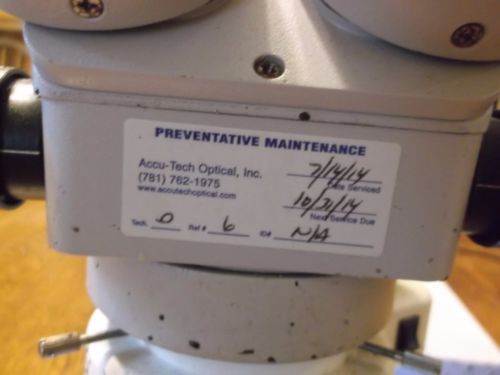 PREVENTATIVE MAINTENANCE
Accu-Tech Optical, Inc. 7/14/14
(781) 762-1975 Date Serviced
www.accutechoptical.com 10/31/14
Next Service Due
Tech. O Ref # 6 ID# N/A